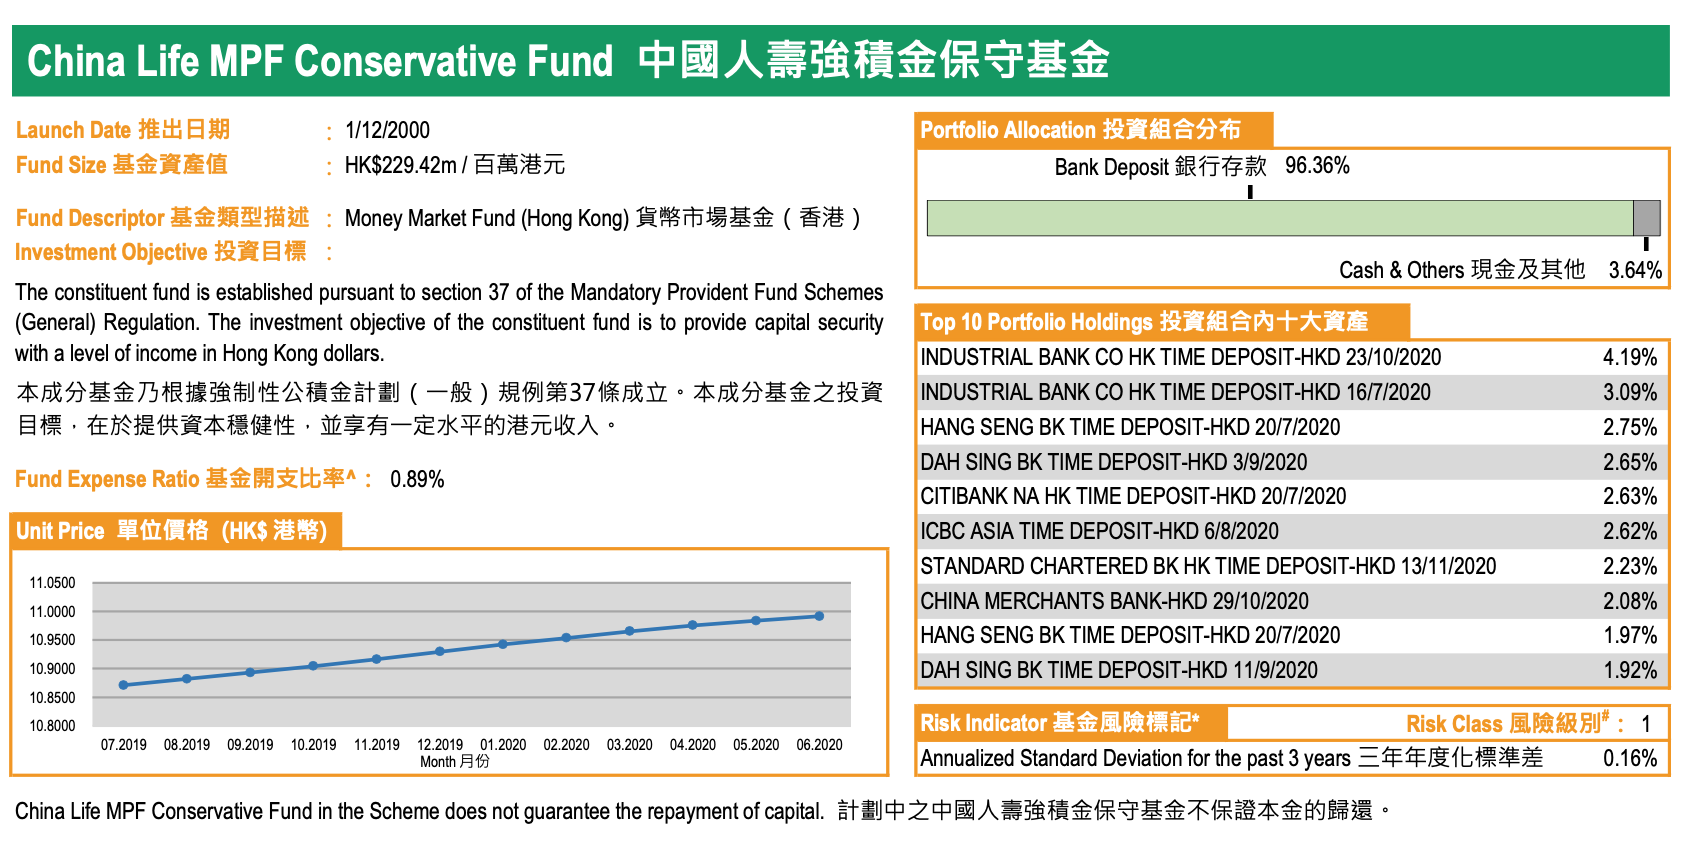 China Life MPF Conservative Fund 中國人壽強積金保守基金
Launch Date 推出日期 : 1/12/2000
Fund Size 基金資產值 : HK$229.42m / 百萬港元
Fund Descriptor 基金類型描述 : Money Market Fund (Hong Kong) 貨幣市場基金（香港）
Investment Objective 投資目標 :
The constituent fund is established pursuant to section 37 of the Mandatory Provident Fund Schemes
(General) Regulation. The investment objective of the constituent fund is to provide capital security
with a level of income in Hong Kong dollars.
本成分基金乃根據強制性公積金計劃（一般）規例第37條成立。本成分基金之投資
目標，在於提供資本穩健性，並享有一定水平的港元收入。
Fund Expense Ratio 基金開支比率^ : 0.89%
Unit Price 單位價格 (HK$ 港幣)
11.0500
11.0000
10.9500
10.9000
10.8500
10.8000
07.2019 08.2019 09.2019 10.2019 11.2019 12.2019 01.2020 02.2020 03.2020 04.2020 05.2020 06.2020
Month 月份
Portfolio Allocation 投資組合分布
Bank Deposit 銀行存款 96.36%
Cash & Others 現金及其他 3.64%
Top 10 Portfolio Holdings 投資組合內十大資產
INDUSTRIAL BANK CO HK TIME DEPOSIT-HKD 23/10/2020 4.19%
INDUSTRIAL BANK CO HK TIME DEPOSIT-HKD 16/7/2020 3.09%
HANG SENG BK TIME DEPOSIT-HKD 20/7/2020 2.75%
DAH SING BK TIME DEPOSIT-HKD 3/9/2020 2.65%
CITIBANK NA HK TIME DEPOSIT-HKD 20/7/2020 2.63%
ICBC ASIA TIME DEPOSIT-HKD 6/8/2020 2.62%
STANDARD CHARTERED BK HK TIME DEPOSIT-HKD 13/11/2020 2.23%
CHINA MERCHANTS BANK-HKD 29/10/2020 2.08%
HANG SENG BK TIME DEPOSIT-HKD 20/7/2020 1.97%
DAH SING BK TIME DEPOSIT-HKD 11/9/2020 1.92%
Risk Indicator 基金風險標記* Risk Class 風險級別# : 1
Annualized Standard Deviation for the past 3 years 三年年度化標準差 0.16%
China Life MPF Conservative Fund in the Scheme does not guarantee the repayment of capital. 計劃中之中國人壽強積金保守基金不保證本金的歸還。